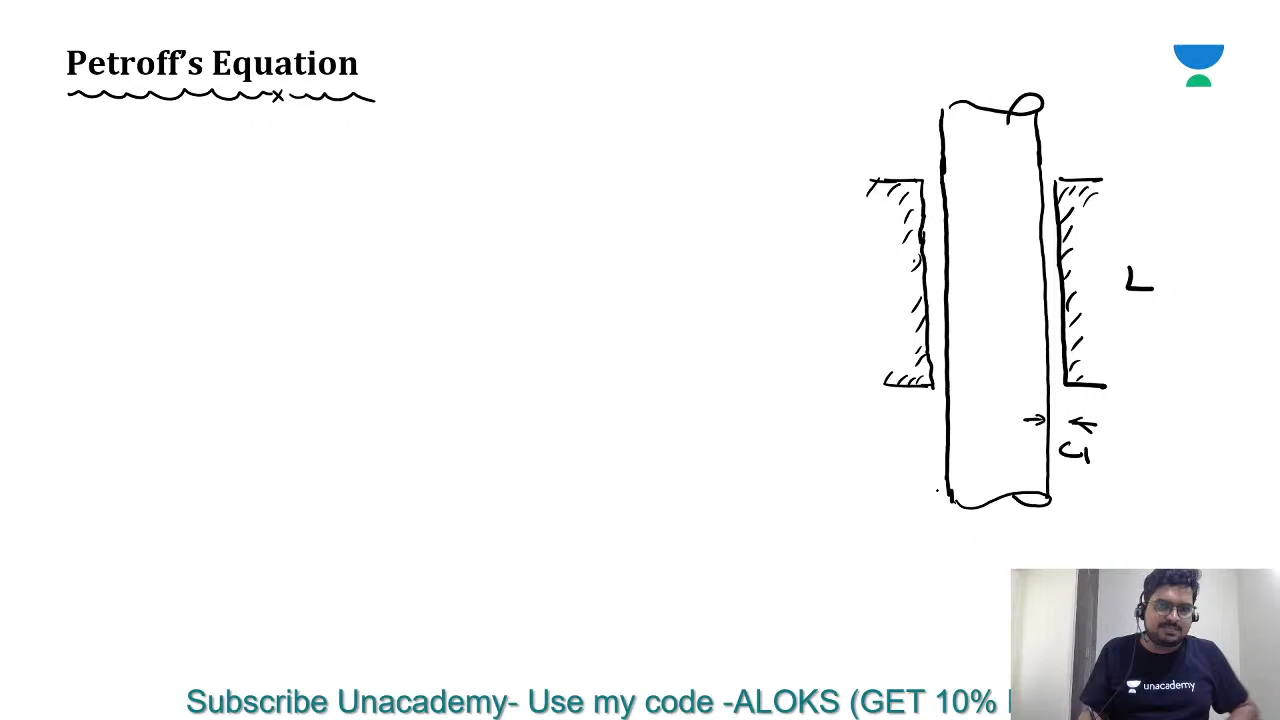 Petroff's Equation
L
C1
unacademy
Subscribe Unacademy- Use my code -ALOKS (GET 10%